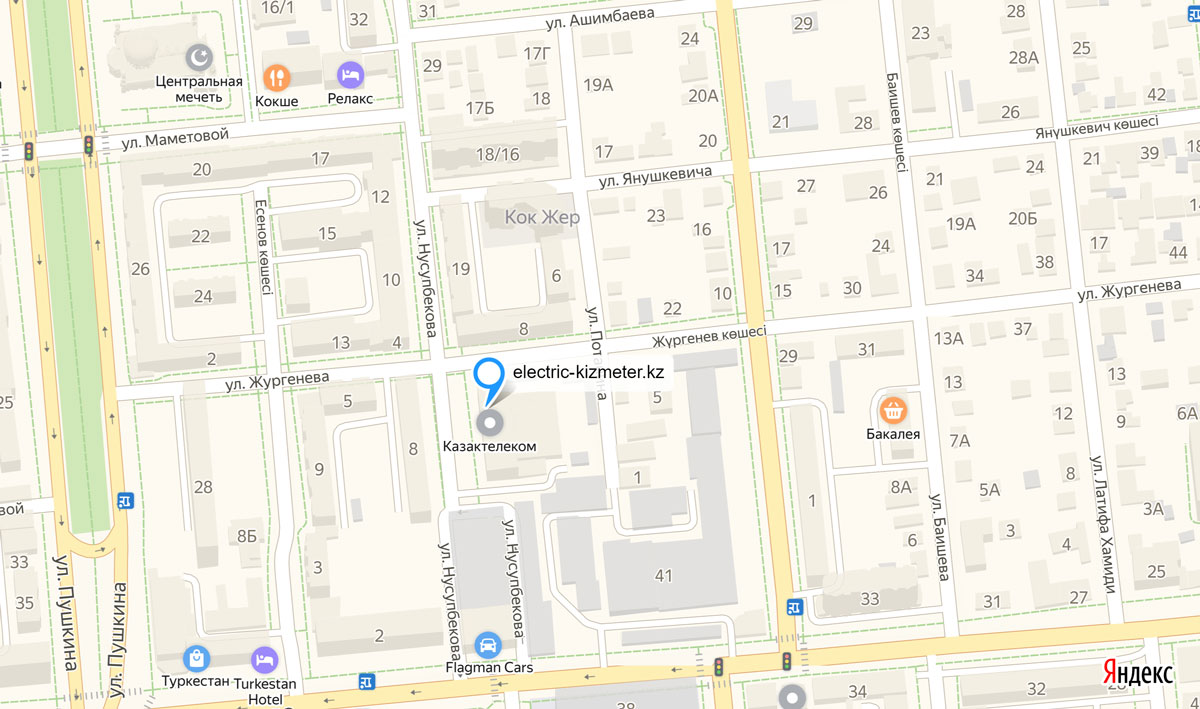 16/1
32
31
ул. Ашимбаева
29
28
23
25
24
17Г
28А
29
19А
Центральная
мечеть
Кокше
Релакс
18
17Б
20А
21
28
26
42
Янушкевич көшесі
ул. Маметовой
Баишев көшесі
20
17
18/16
17
20
21
39
18
24
ул. Янушкевича
12
27
26
21
Есенов көшесі
Кок Жер
23
16
19А
20Б
22
15
ул. Нусупбекова
17
24
17
44
26
19
6
38
34
10
24
22
10
15
30
ул. Жургенева
8
ул. Потанина
Жүргенев көшесі
13А
37
13
4
2
29
31
ул. Жургенева
electric-kizmeter.kz
13
13
25
5
5
12
9
6А
Бакалея
Казактелеком
8
7А
9
28
1
8А
5А
8
ул. Латифа Хамиди
вой
1
3А
ул. Нусупбекова
ул. Нусупбекова
ул. Баишева
8Б
6
3
4
33
3
41
25
35
ул. Пушкина
ул. Пушкина
33
31
27
2
Flagman Cars
Туркестан
Turkestan
Hotel
Яндекс
34
32
38